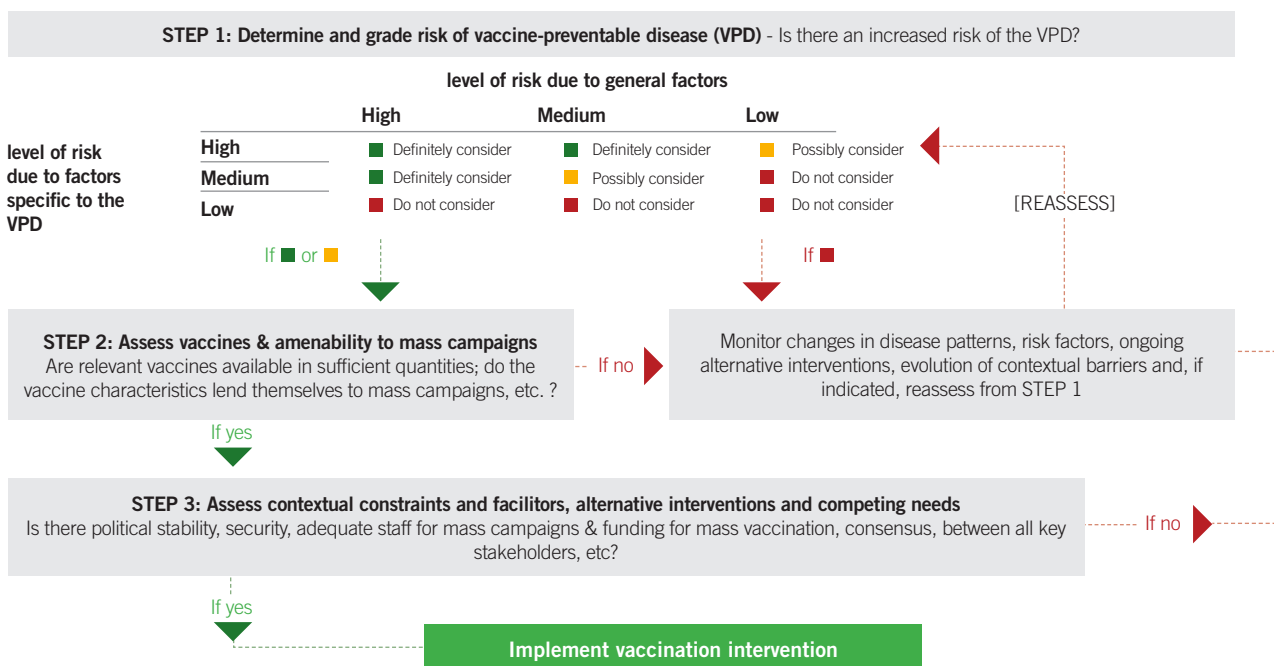 STEP 1: Determine and grade risk of vaccine-preventable disease (VPD) - Is there an increased risk of the VPD?
level of risk due to general factors
High Medium Low
level of risk
due to factors
specific to the
VPD
High Definitely consider Definitely consider Possibly consider
Medium Definitely consider Possibly consider Do not consider
Low Do not consider Do not consider Do not consider
[REASSESS]
If or
If
STEP 2: Assess vaccines & amenability to mass campaigns
Are relevant vaccines available in sufficient quantities; do the
vaccine characteristics lend themselves to mass campaigns, etc. ?
If no
Monitor changes in disease patterns, risk factors, ongoing
alternative interventions, evolution of contextual barriers and, if
indicated, reassess from STEP 1
If yes
STEP 3: Assess contextual constraints and facilitors, alternative interventions and competing needs
Is there political stability, security, adequate staff for mass campaigns & funding for mass vaccination, consensus, between all key
stakeholders, etc?
If no
If yes
Implement vaccination intervention